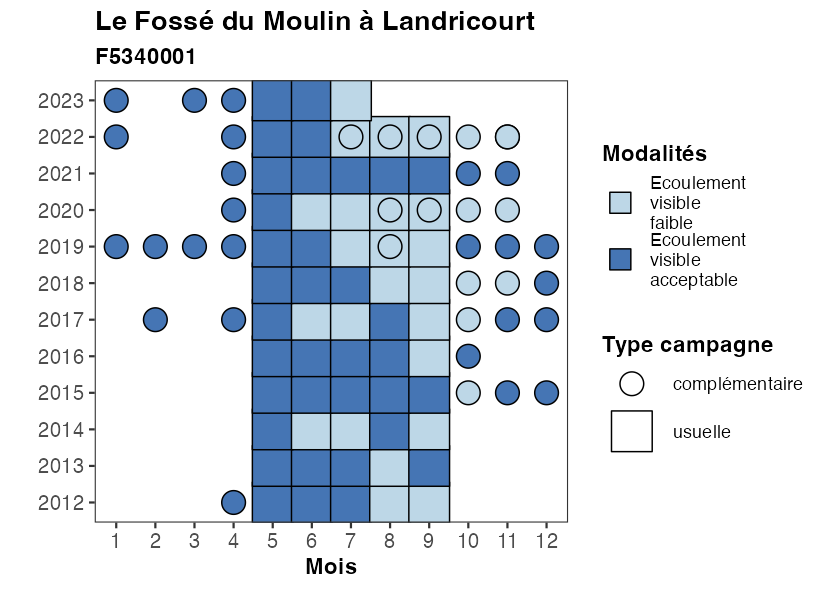 Le Fossé du Moulin à Landricourt
F5340001
2023
2022
2021
2020
2019
2018
2017
2016
2015
2014
2013
2012
1 2 3 4 5 6 7 8 9 10 11 12
Mois
Modalités
Ecoulement
visible
faible
Ecoulement
visible
acceptable
Type campagne
complémentaire
usuelle